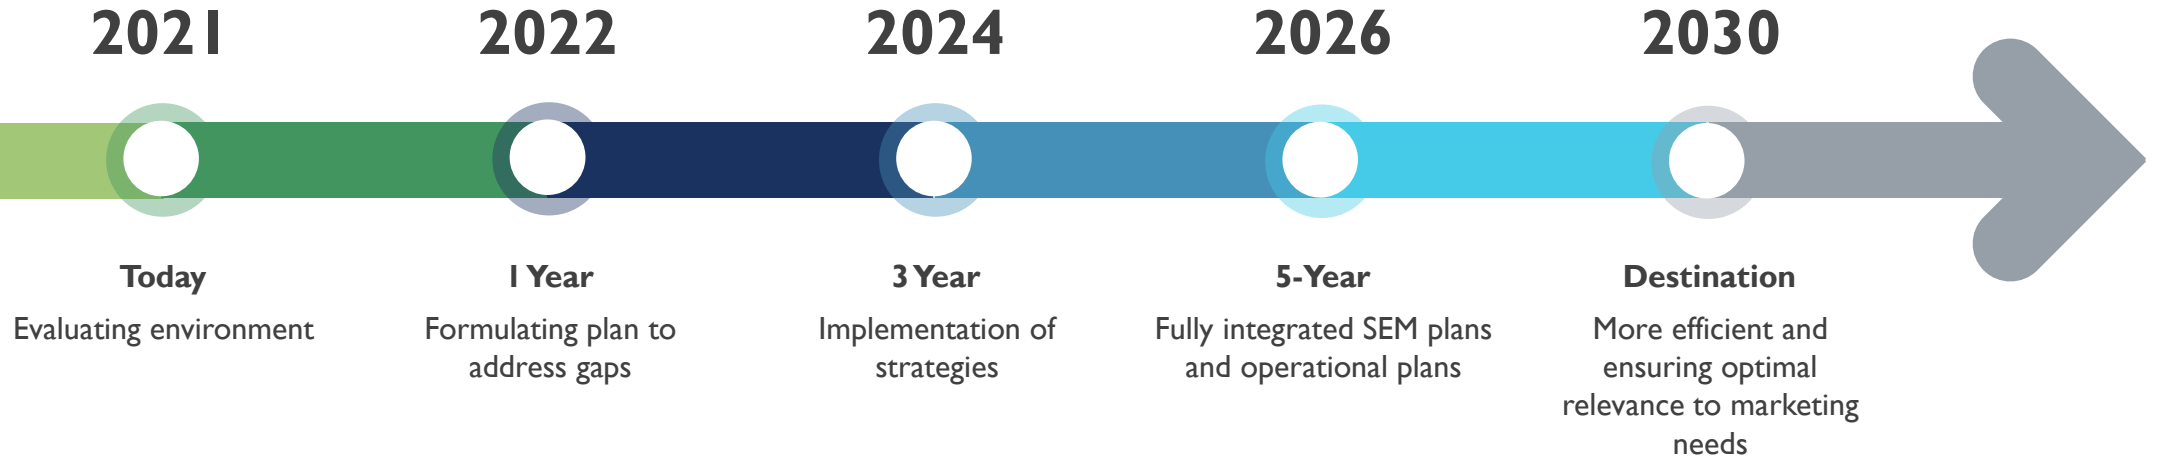 2021
2022
2024
2026
2030
Today
Evaluating environment
1 Year
Formulating plan to
address gaps
3 Year
Implementation of
strategies
5-Year
Fully integrated SEM plans
and operational plans
Destination
More efficient and
ensuring optimal
relevance to marketing
needs